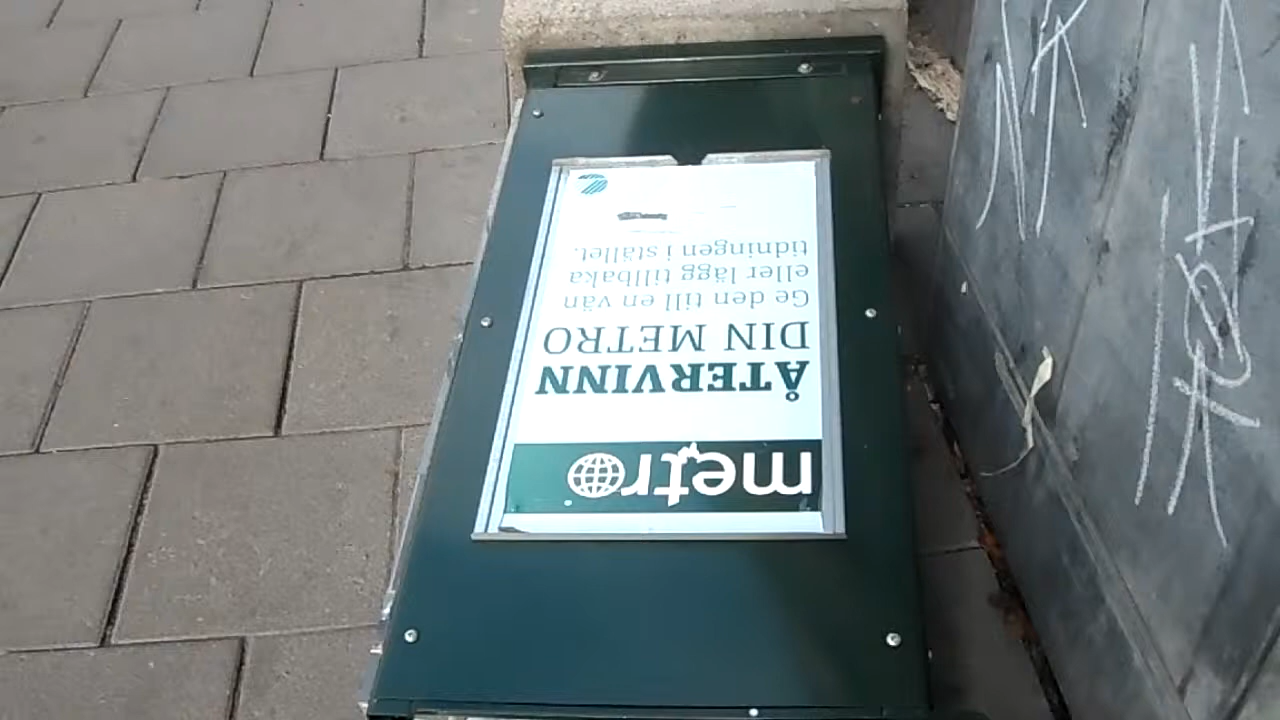 metro
ÅTERVINN
DIN METRO
Ge den till en vän
eller lägg tillbaka
tidningen i stället.